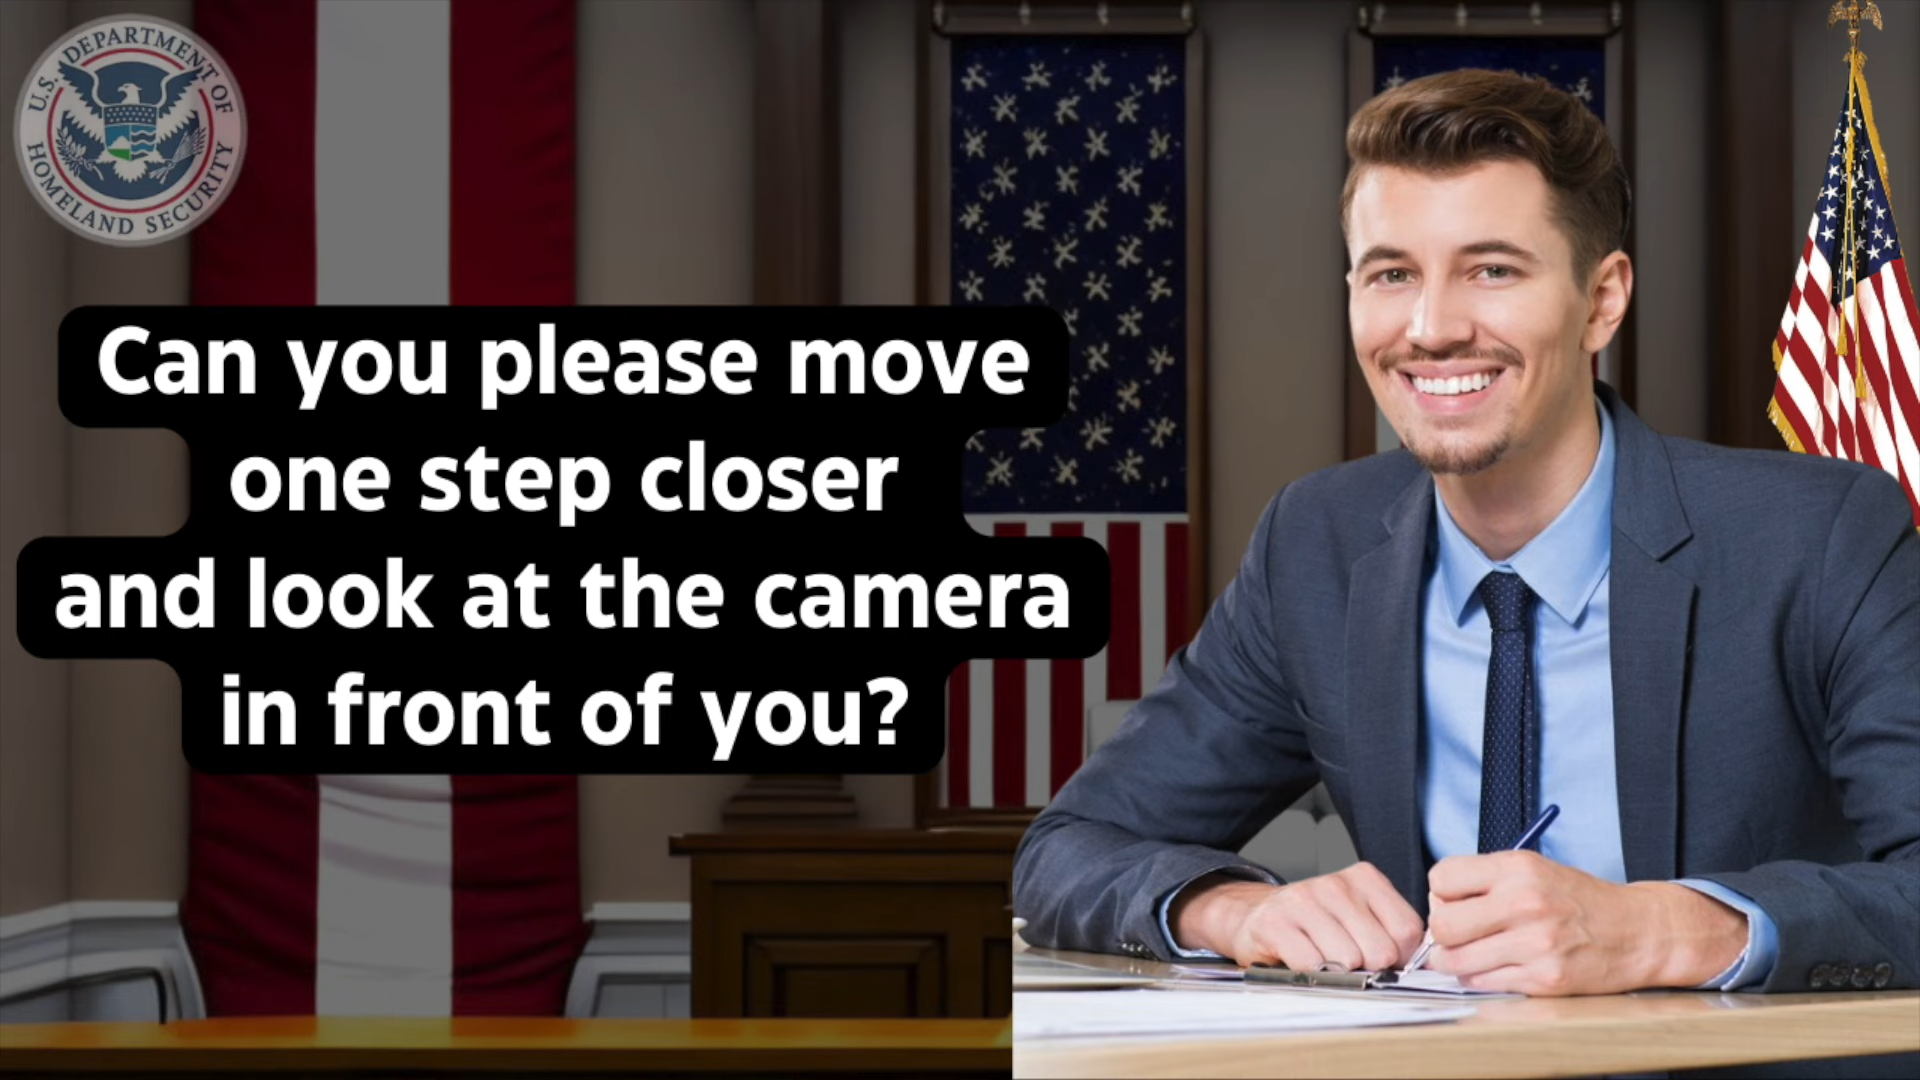 U.S. DEPARTMENT OF
HOMELAND SECURITY
Can you please move
one step closer
and look at the camera
in front of you?